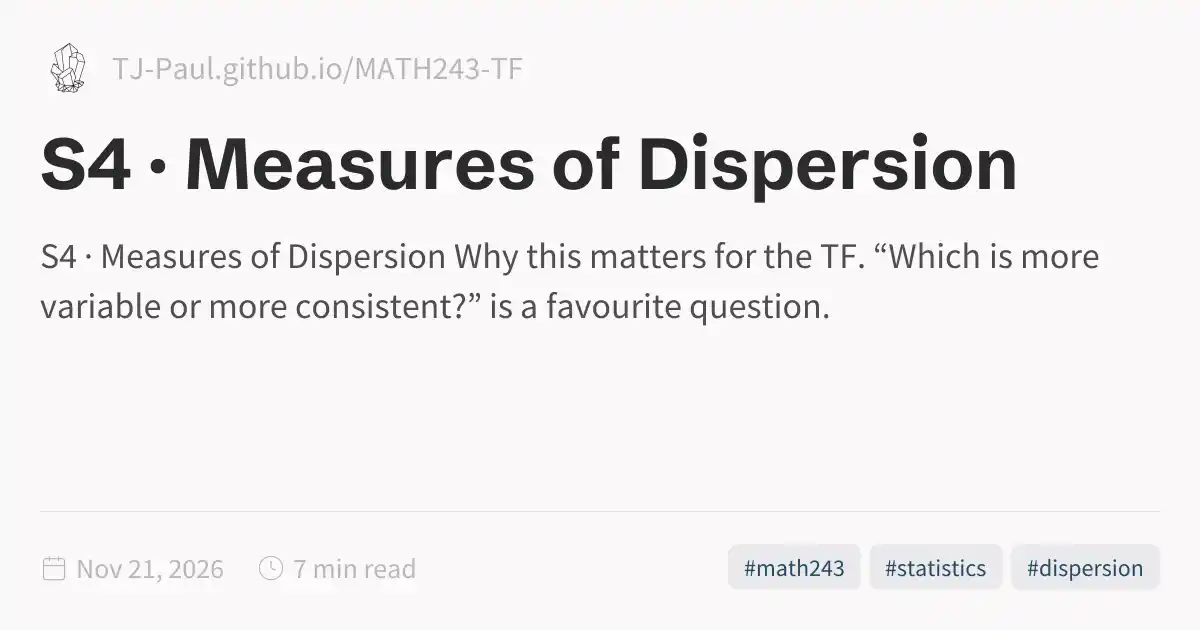 TJ-Paul.github.io/MATH243-TF
S4 · Measures of Dispersion
S4 · Measures of Dispersion Why this matters for the TF. “Which is more
variable or more consistent?” is a favourite question.
Nov 21, 2026 7 min read #math243 #statistics #dispersion